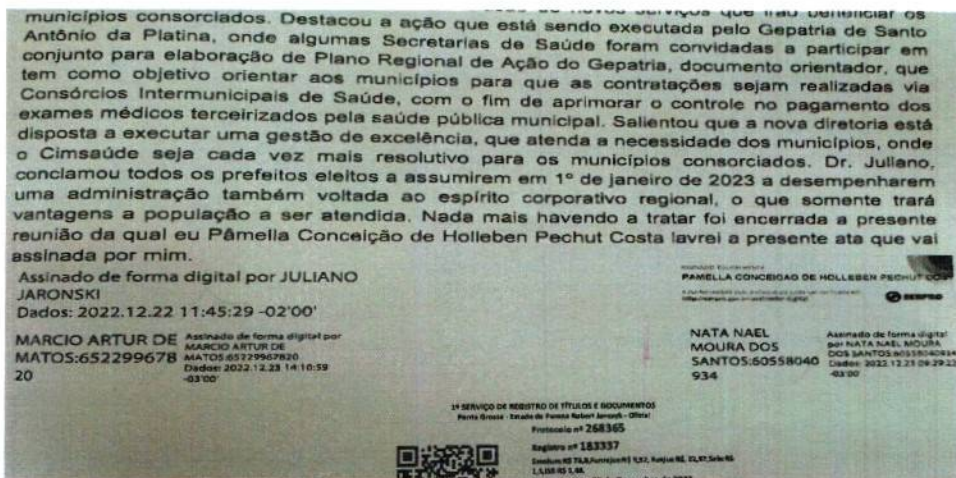 novos serviços que irão beneficiar os
municípios consorciados. Destacou a ação que está sendo executada pelo Gepatria de Santo
Antônio da Platina, onde algumas Secretarias de Saúde foram convidadas a participar em
conjunto para elaboração de Plano Regional de Ação do Gepatria, documento orientador, que
tem como objetivo orientar aos municípios para que as contratações sejam realizadas via
Consórcios Intermunicipais de Saúde, com o fim de aprimorar o controle no pagamento dos
exames médicos terceirizados pela saúde pública municipal. Salientou que a nova diretoria está
disposta a executar uma gestão de excelência, que atenda a necessidade dos municípios, onde
o Cimsaúde seja cada vez mais resolutivo para os municípios consorciados. Dr. Juliano,
conclamou todos os prefeitos eleitos a assumirem em 1º de janeiro de 2023 a desempenharem
uma administração também voltada ao espírito corporativo regional, o que somente trará
vantagens a população a ser atendida. Nada mais havendo a tratar foi encerrada a presente
reunião da qual eu Pâmella Conceição de Holleben Pechut Costa lavrei a presente ata que vai
assinada por mim.
Assinado de forma digital por JULIANO
JARONSKI
Dados: 2022.12.22 11:45:29 -02'00'
PAMELLA CONCEICAO DE HOLLEBEN PECHUT
SERPRO
MARCIO ARTUR DE
MATOS:652299678
20
Assinado de forma digital por
MARCIO ARTUR DE
MATOS:65229967820
Dados: 2022.12.23 14:10:59
-03'00'
NATA NAEL
MOURA DOS
SANTOS:60558040
934
Assinado de forma digital
por NATA NAEL MOURA
DOS SANTOS:60558040934
Dados: 2022.12.23 09:29:22
-03'00'
1º SERVIÇO DE REGISTRO DE TÍTULOS E DOCUMENTOS
Protocolo nº 268365
Registro nº 183337